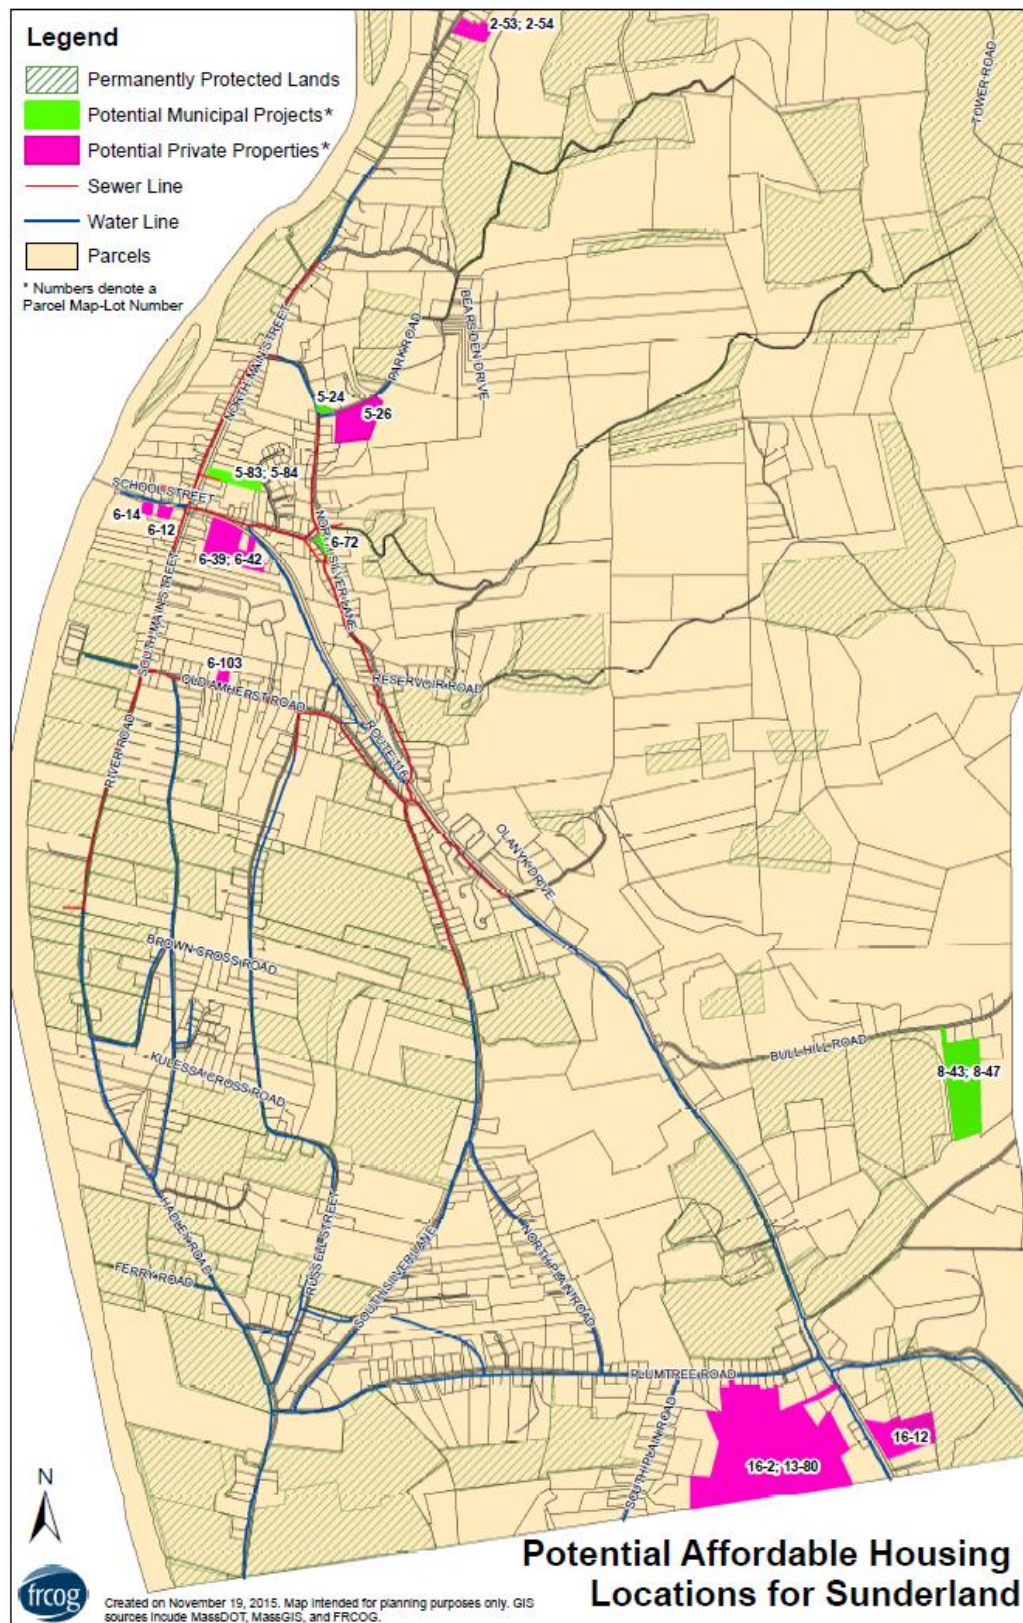 Legend
Permanently Protected Lands
Potential Municipal Projects*
Potential Private Properties*
Sewer Line
Water Line
Parcels
* Numbers denote a
Parcel Map-Lot Number
2-53; 2-54
TOWER ROAD
NORTH MAIN STREET
BEARS DEN DRIVE
PARK ROAD
5-24
5-26
5-83; 5-84
SCHOOL STREET
6-14
6-12
6-39; 6-42
6-72
NORTH SILVER LANE
SOUTH MAIN STREET
6-103
OLD AMHERST ROAD
RESERVOIR ROAD
RIVER ROAD
ROUTE 116
OLANYK DRIVE
BROWN CROSS ROAD
BULL HILL ROAD
8-43; 8-47
KULESSA CROSS ROAD
HADLEY ROAD
RUSSELL STREET
SOUTH SILVER LANE
NORTH PLAIN ROAD
FERRY ROAD
PLUMTREE ROAD
SOUTH PLAIN ROAD
16-12
16-2; 13-80
N
Potential Affordable Housing
Locations for Sunderland
frcog
Created on November 19, 2015. Map intended for planning purposes only. GIS
sources incude MassDOT, MassGIS, and FRCOG.